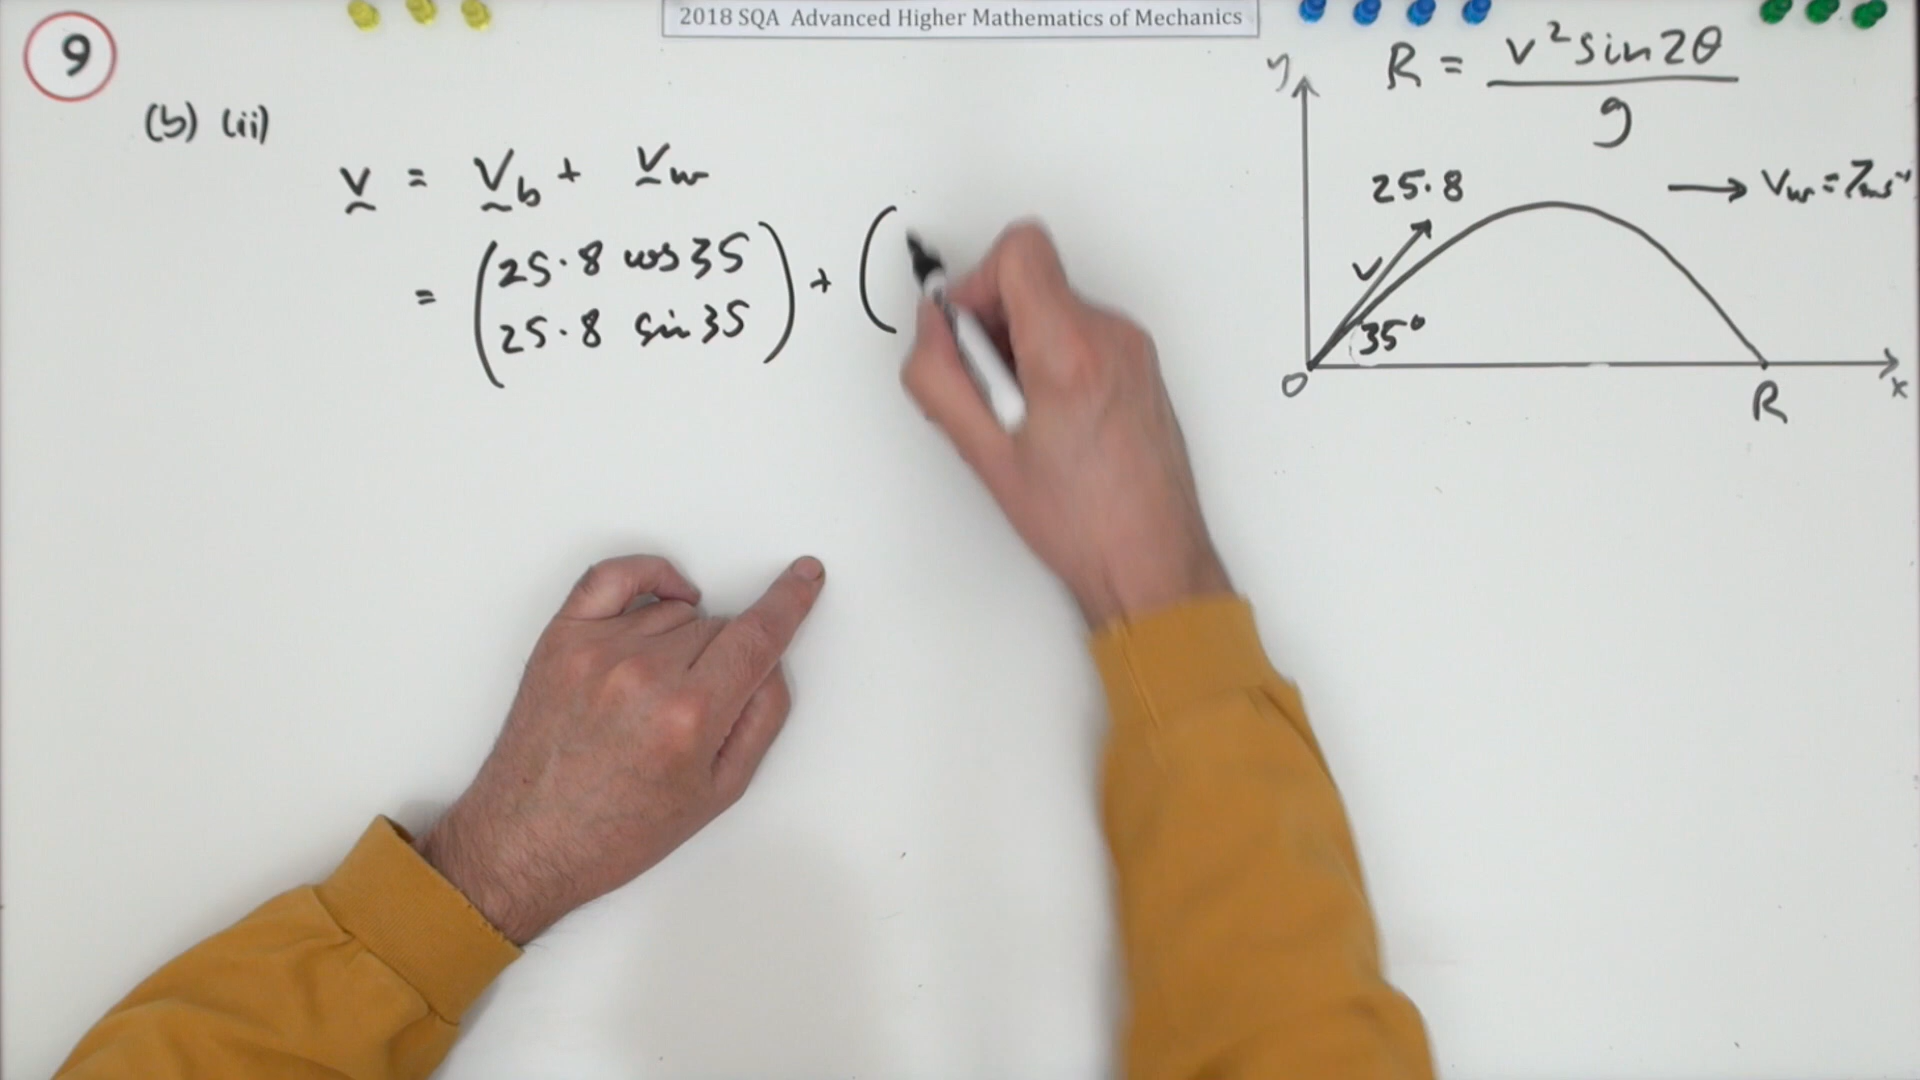 2018 SQA Advanced Higher Mathematics of Mechanics
9
(b) (ii)
v = v_b + v_w
= (25.8 cos 35
25.8 sin 35) + (
R = v² sin 2θ / g
y
25.8
→ v_w = 7ms⁻¹
v
35°
O
R
x